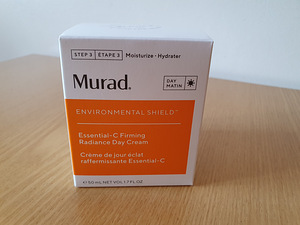 STEP 3 | ÉTAPE 3 Moisturize · Hydrater
Murad.
DAY
MATIN
ENVIRONMENTAL SHIELD™
Essential-C Firming
Radiance Day Cream
Crème de jour éclat
raffermissante Essential-C
e 50 mL NET VOL 1.7 FL.OZ.